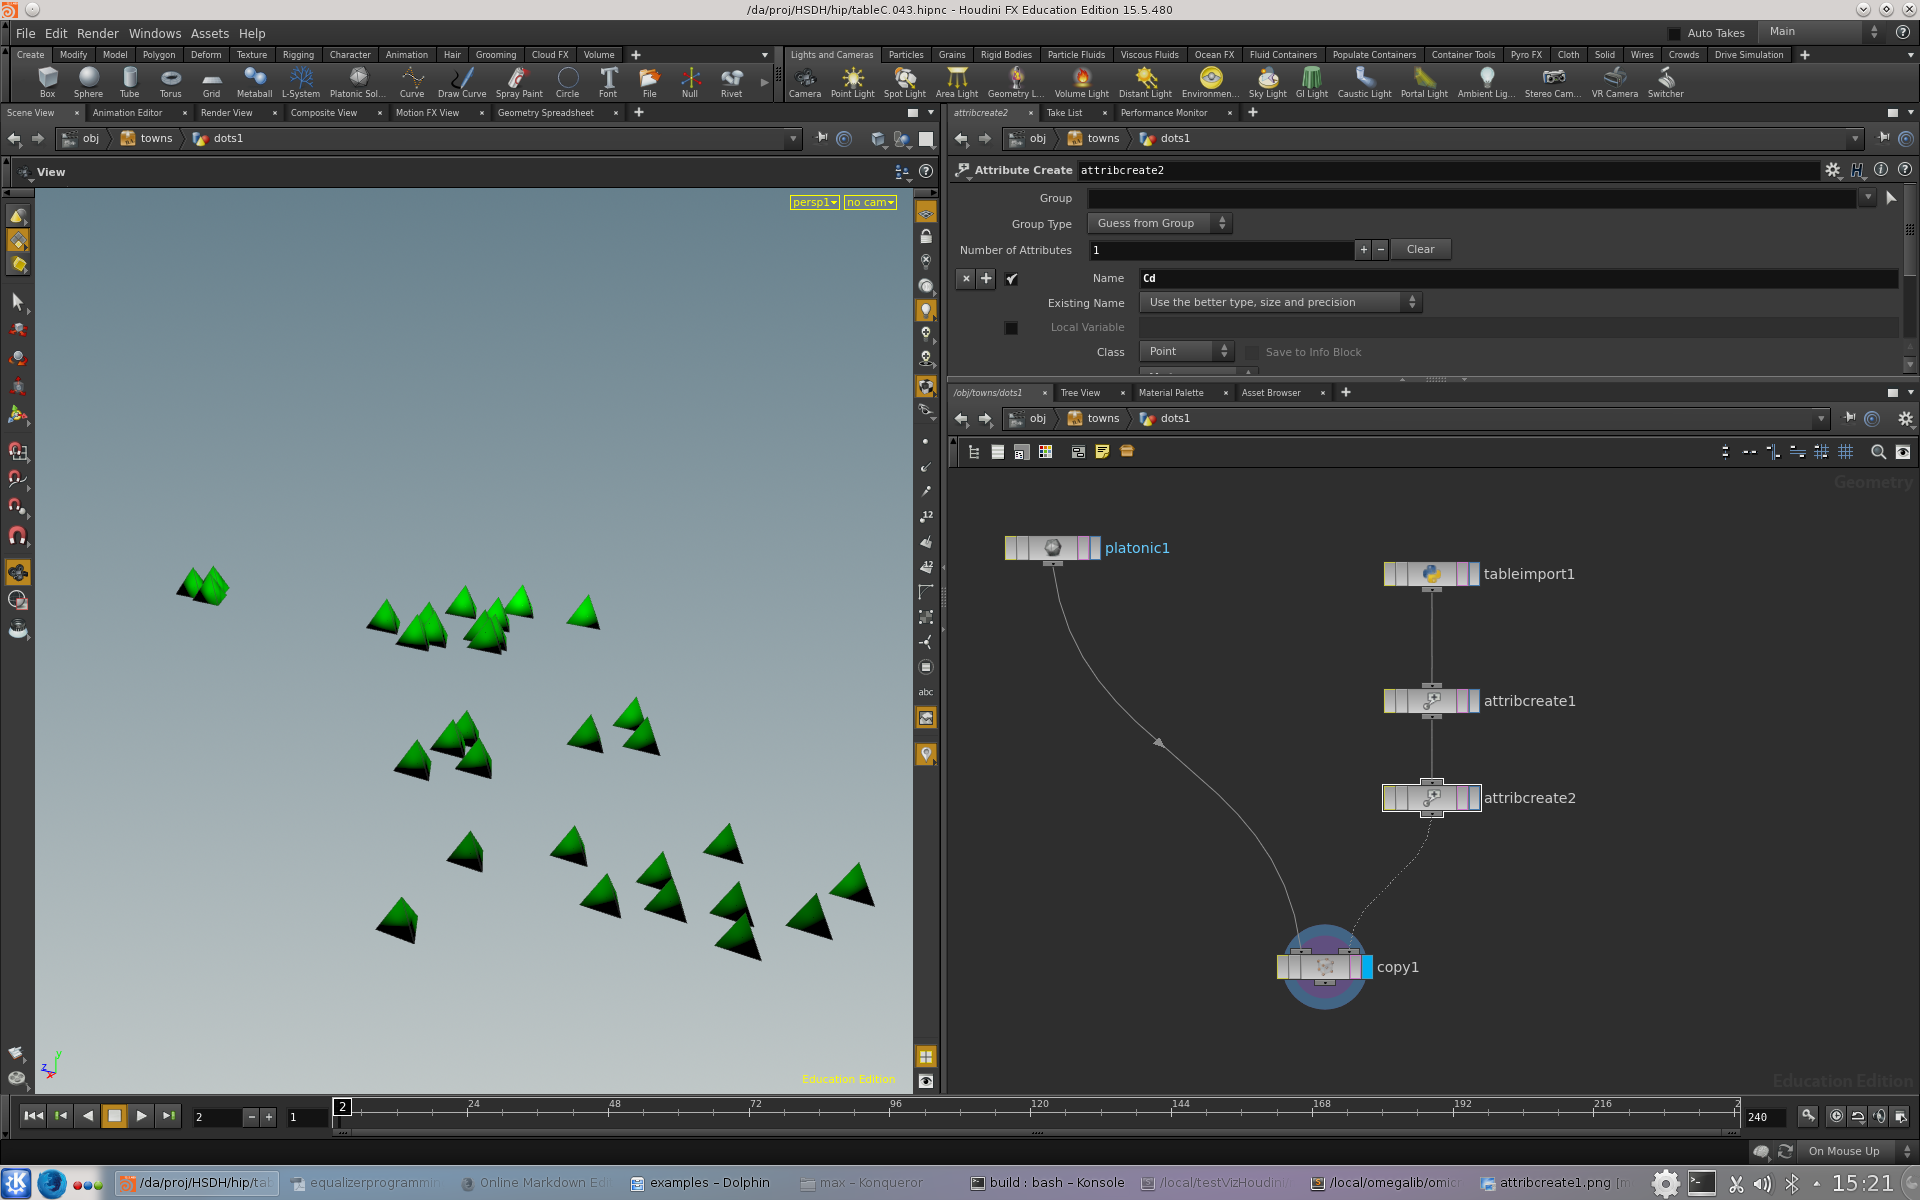 /da/proj/HSDH/hip/tableC.043.hipnc - Houdini FX Education Edition 15.5.480
File Edit Render Windows Assets Help
Auto Takes Main
Create Modify Model Polygon Deform Texture Rigging Character Animation Hair Grooming Cloud FX Volume
Lights and Cameras Particles Grains Rigid Bodies Particle Fluids Viscous Fluids Ocean FX Fluid Containers Populate Containers Container Tools Pyro FX Cloth Solid Wires Crowds Drive Simulation
Box Sphere Tube Torus Grid Metaball L-System Platonic Sol... Curve Draw Curve Spray Paint Circle Font File Null Rivet
Camera Point Light Spot Light Area Light Geometry L... Volume Light Distant Light Environmen... Sky Light GI Light Caustic Light Portal Light Ambient Lig... Stereo Cam... VR Camera Switcher
Scene View Animation Editor Render View Composite View Motion FX View Geometry Spreadsheet
attribcreate2 Take List Performance Monitor
obj towns dots1
obj towns dots1
View
Attribute Create attribcreate2
persp1 no cam
Group
Group Type Guess from Group
Number of Attributes 1 + − Clear
Name Cd
Existing Name Use the better type, size and precision
Local Variable
Class Point Save to Info Block
/obj/towns/dots1 Tree View Material Palette Asset Browser
obj towns dots1
Geometry
12
12
abc
platonic1
tableimport1
attribcreate1
attribcreate2
copy1
y
z
x
Education Edition
Education Edition
2 − + 1 2 24 48 72 96 120 144 168 192 216 2 240
On Mouse Up
/da/proj/HSDH/hip/tab equalizerprogrammin Online Markdown Edi examples – Dolphin max – Konqueror build : bash – Konsole /local/testVizHoudini/ /local/omegalib/omic attribcreate1.png [m 15:21